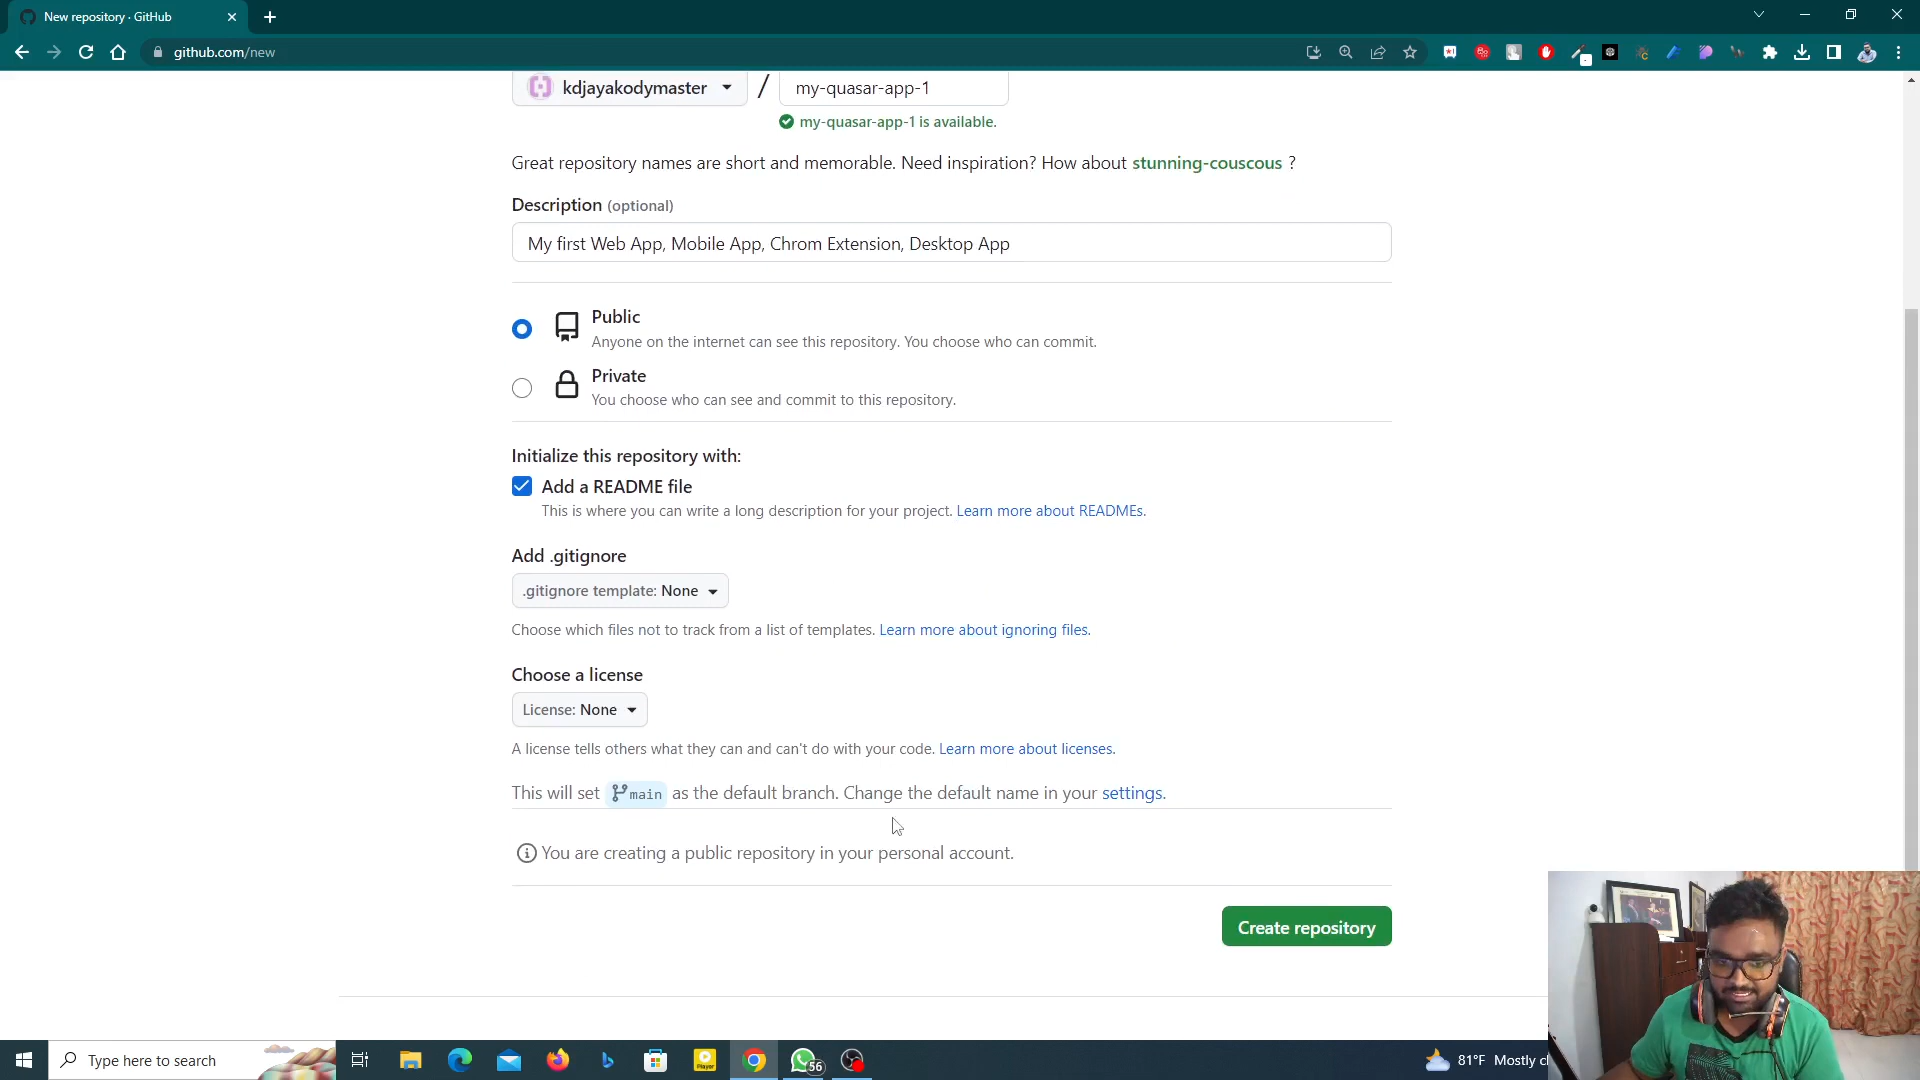 New repository · GitHub
github.com/new
kdjayakodymaster / my-quasar-app-1
my-quasar-app-1 is available.
Great repository names are short and memorable. Need inspiration? How about stunning-couscous ?
Description (optional)
My first Web App, Mobile App, Chrom Extension, Desktop App
Public
Anyone on the internet can see this repository. You choose who can commit.
Private
You choose who can see and commit to this repository.
Initialize this repository with:
Add a README file
This is where you can write a long description for your project. Learn more about READMEs.
Add .gitignore
.gitignore template: None
Choose which files not to track from a list of templates. Learn more about ignoring files.
Choose a license
License: None
A license tells others what they can and can't do with your code. Learn more about licenses.
This will set main as the default branch. Change the default name in your settings.
You are creating a public repository in your personal account.
Create repository
Type here to search
Player
56
81°F Mostly cl